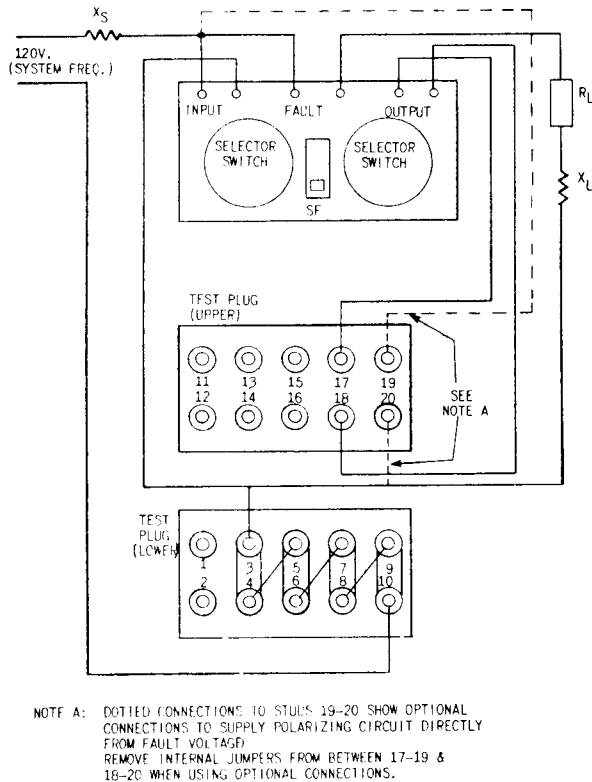 X_S
120V.
(SYSTEM FREQ.)
INPUT FAULT OUTPUT
SELECTOR
SWITCH
SELECTOR
SWITCH
SF
R_L
X_L
TEST PLUG
(UPPER)
11 13 15 17 19
12 14 16 18 20
SEE
NOTE A
TEST
PLUG
(LOWER)
1 3 5 7 9
2 4 6 8 10
NOTE A: DOTTED CONNECTIONS TO STUDS 19-20 SHOW OPTIONAL
CONNECTIONS TO SUPPLY POLARIZING CIRCUIT DIRECTLY
FROM FAULT VOLTAGE)
REMOVE INTERNAL JUMPERS FROM BETWEEN 17-19 &
18-20 WHEN USING OPTIONAL CONNECTIONS.